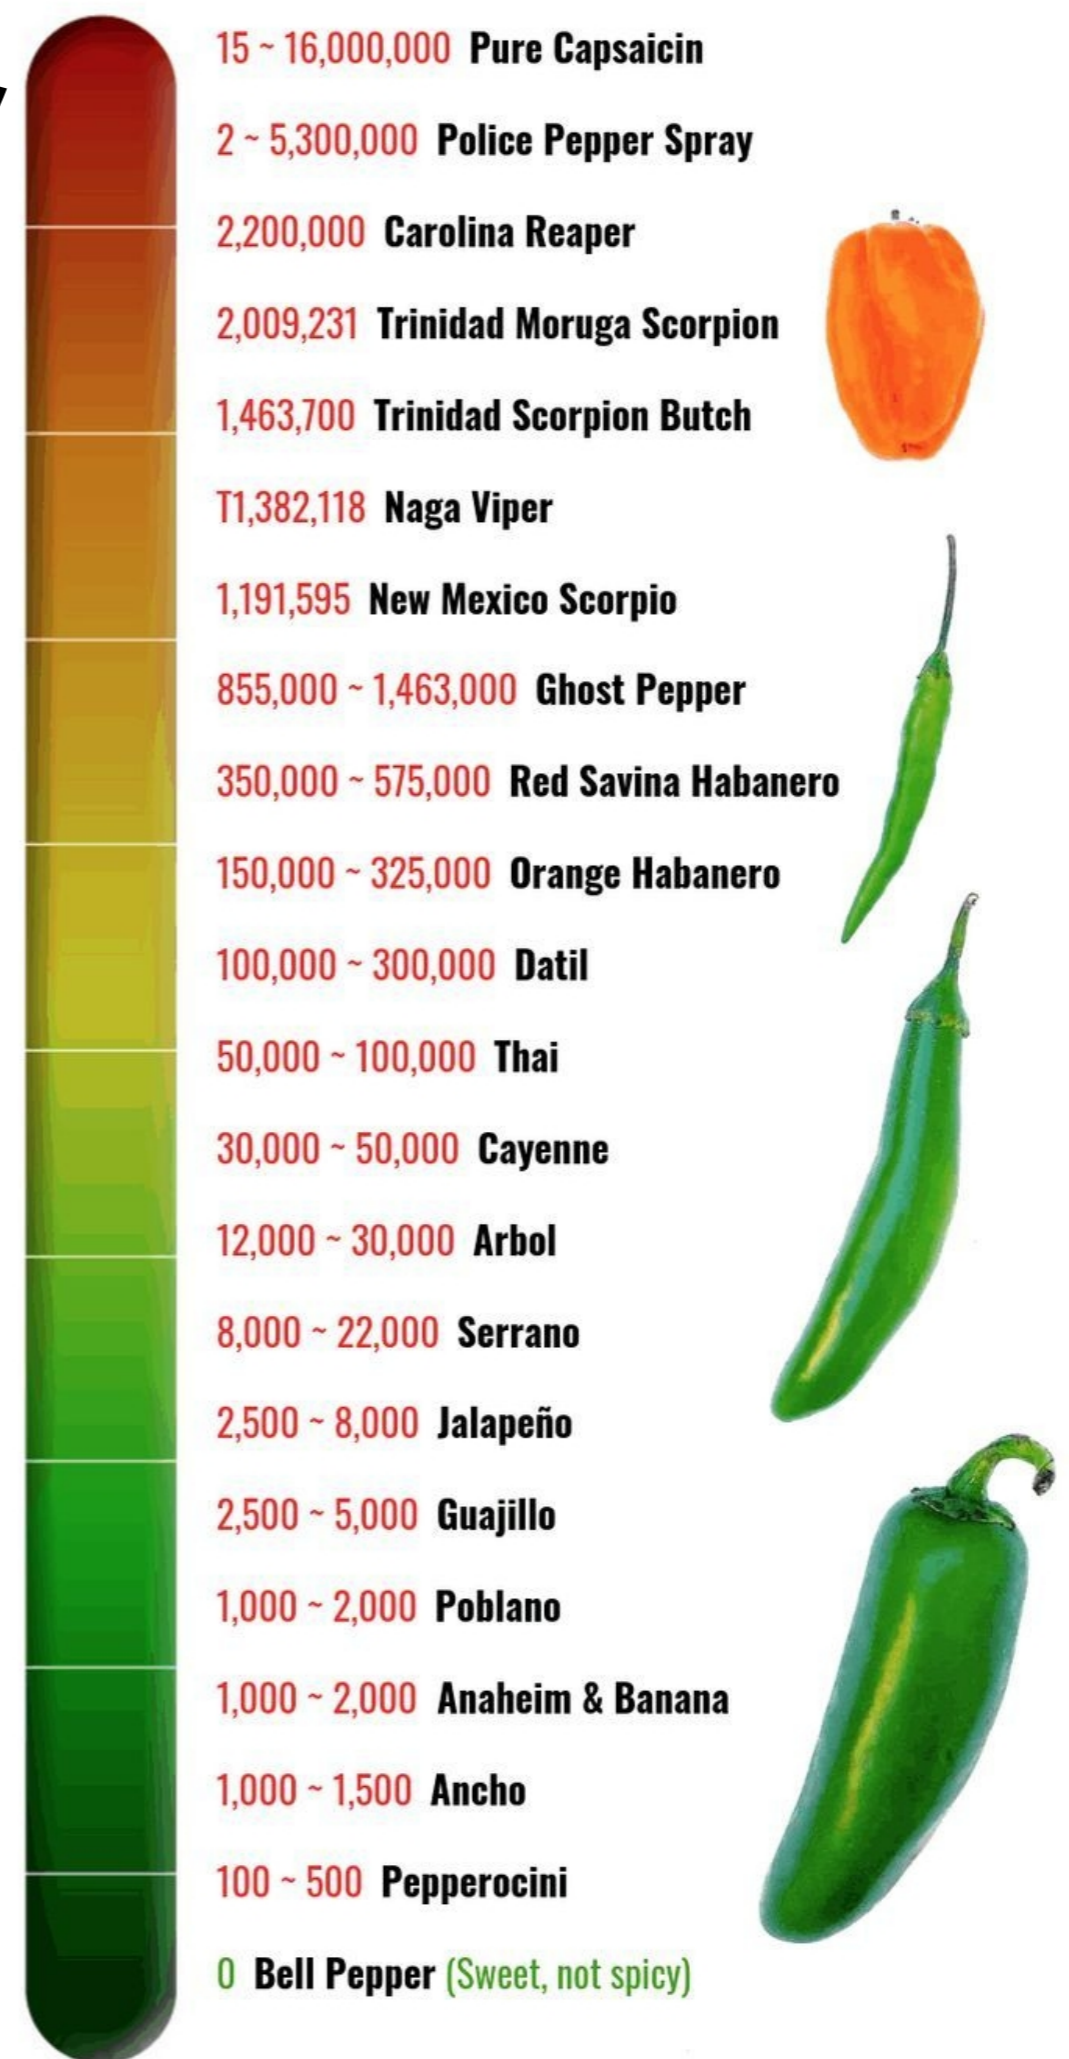 15 ~ 16,000,000 Pure Capsaicin
2 ~ 5,300,000 Police Pepper Spray
2,200,000 Carolina Reaper
2,009,231 Trinidad Moruga Scorpion
1,463,700 Trinidad Scorpion Butch
T1,382,118 Naga Viper
1,191,595 New Mexico Scorpio
855,000 ~ 1,463,000 Ghost Pepper
350,000 ~ 575,000 Red Savina Habanero
150,000 ~ 325,000 Orange Habanero
100,000 ~ 300,000 Datil
50,000 ~ 100,000 Thai
30,000 ~ 50,000 Cayenne
12,000 ~ 30,000 Arbol
8,000 ~ 22,000 Serrano
2,500 ~ 8,000 Jalapeño
2,500 ~ 5,000 Guajillo
1,000 ~ 2,000 Poblano
1,000 ~ 2,000 Anaheim & Banana
1,000 ~ 1,500 Ancho
100 ~ 500 Pepperocini
0 Bell Pepper (Sweet, not spicy)